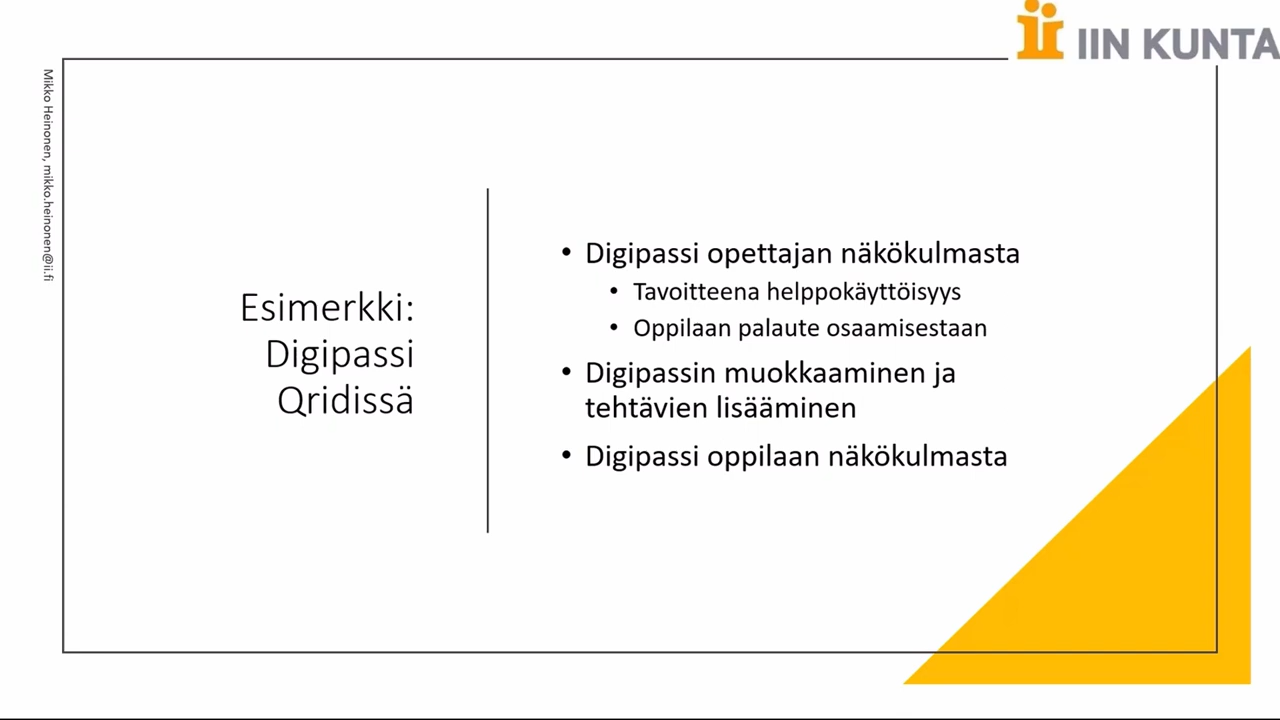 IIN KUNTA
Mikko Heinonen, mikko.heinonen@ii.fi
Esimerkki:
Digipassi
Qridissä
• Digipassi opettajan näkökulmasta
• Tavoitteena helppokäyttöisyys
• Oppilaan palaute osaamisestaan
• Digipassin muokkaaminen ja
tehtävien lisääminen
• Digipassi oppilaan näkökulmasta